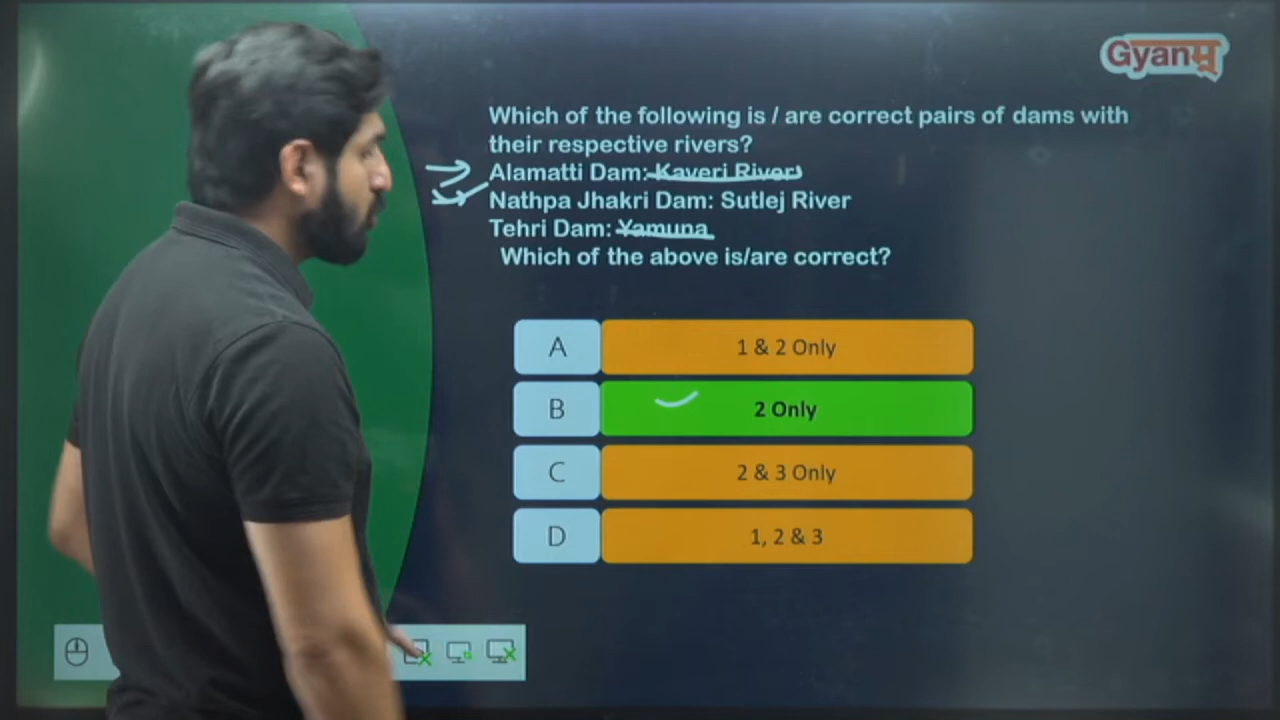 Gyanभू
Which of the following is / are correct pairs of dams with
their respective rivers?
Alamatti Dam: Kaveri River
Nathpa Jhakri Dam: Sutlej River
Tehri Dam: Yamuna
Which of the above is/are correct?
A 1 & 2 Only
B 2 Only
C 2 & 3 Only
D 1, 2 & 3